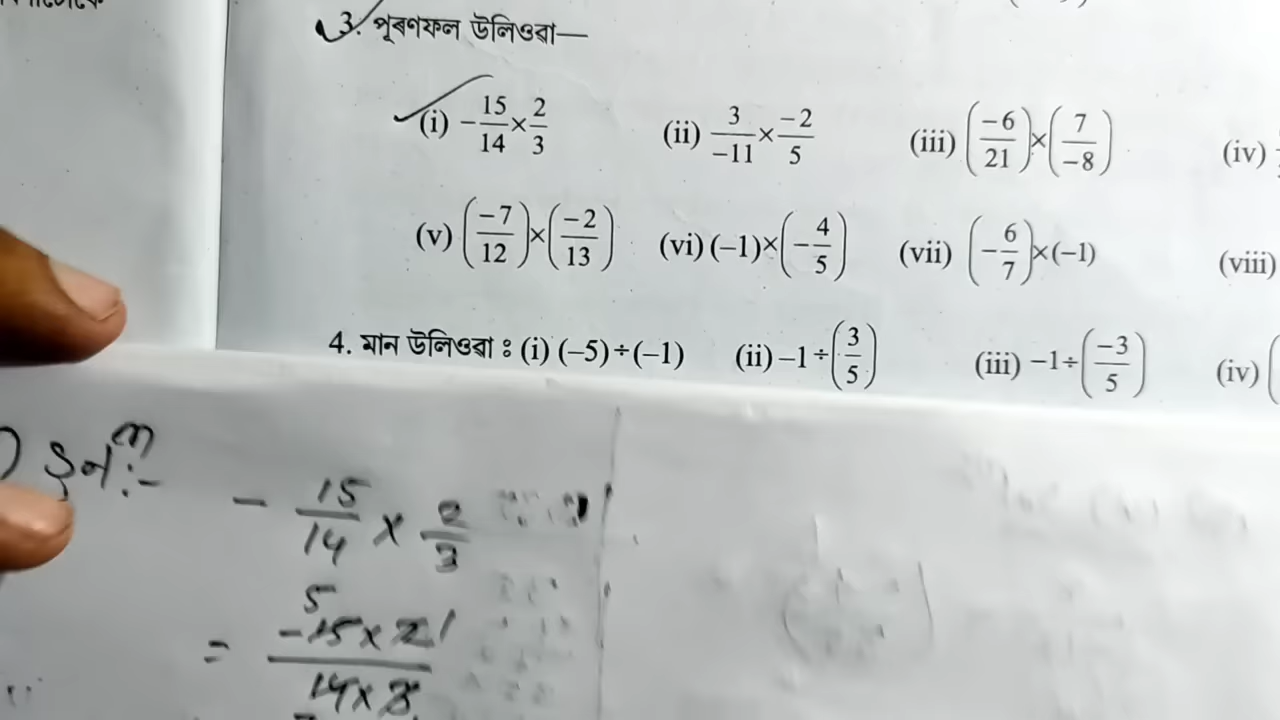 3. পূৰণফল উলিওৱা—
(i) −15/14×2/3 (ii) 3/−11×−2/5 (iii) (−6/21)×(7/−8) (iv)
(v) (−7/12)×(−2/13) (vi) (−1)×(−4/5) (vii) (−6/7)×(−1) (viii)
4. মান উলিওৱা ঃ (i) (−5)÷(−1) (ii) −1÷(3/5) (iii) −1÷(−3/5) (iv) (
− 15/14 × 2/3
5 1
= −15×2/14×3